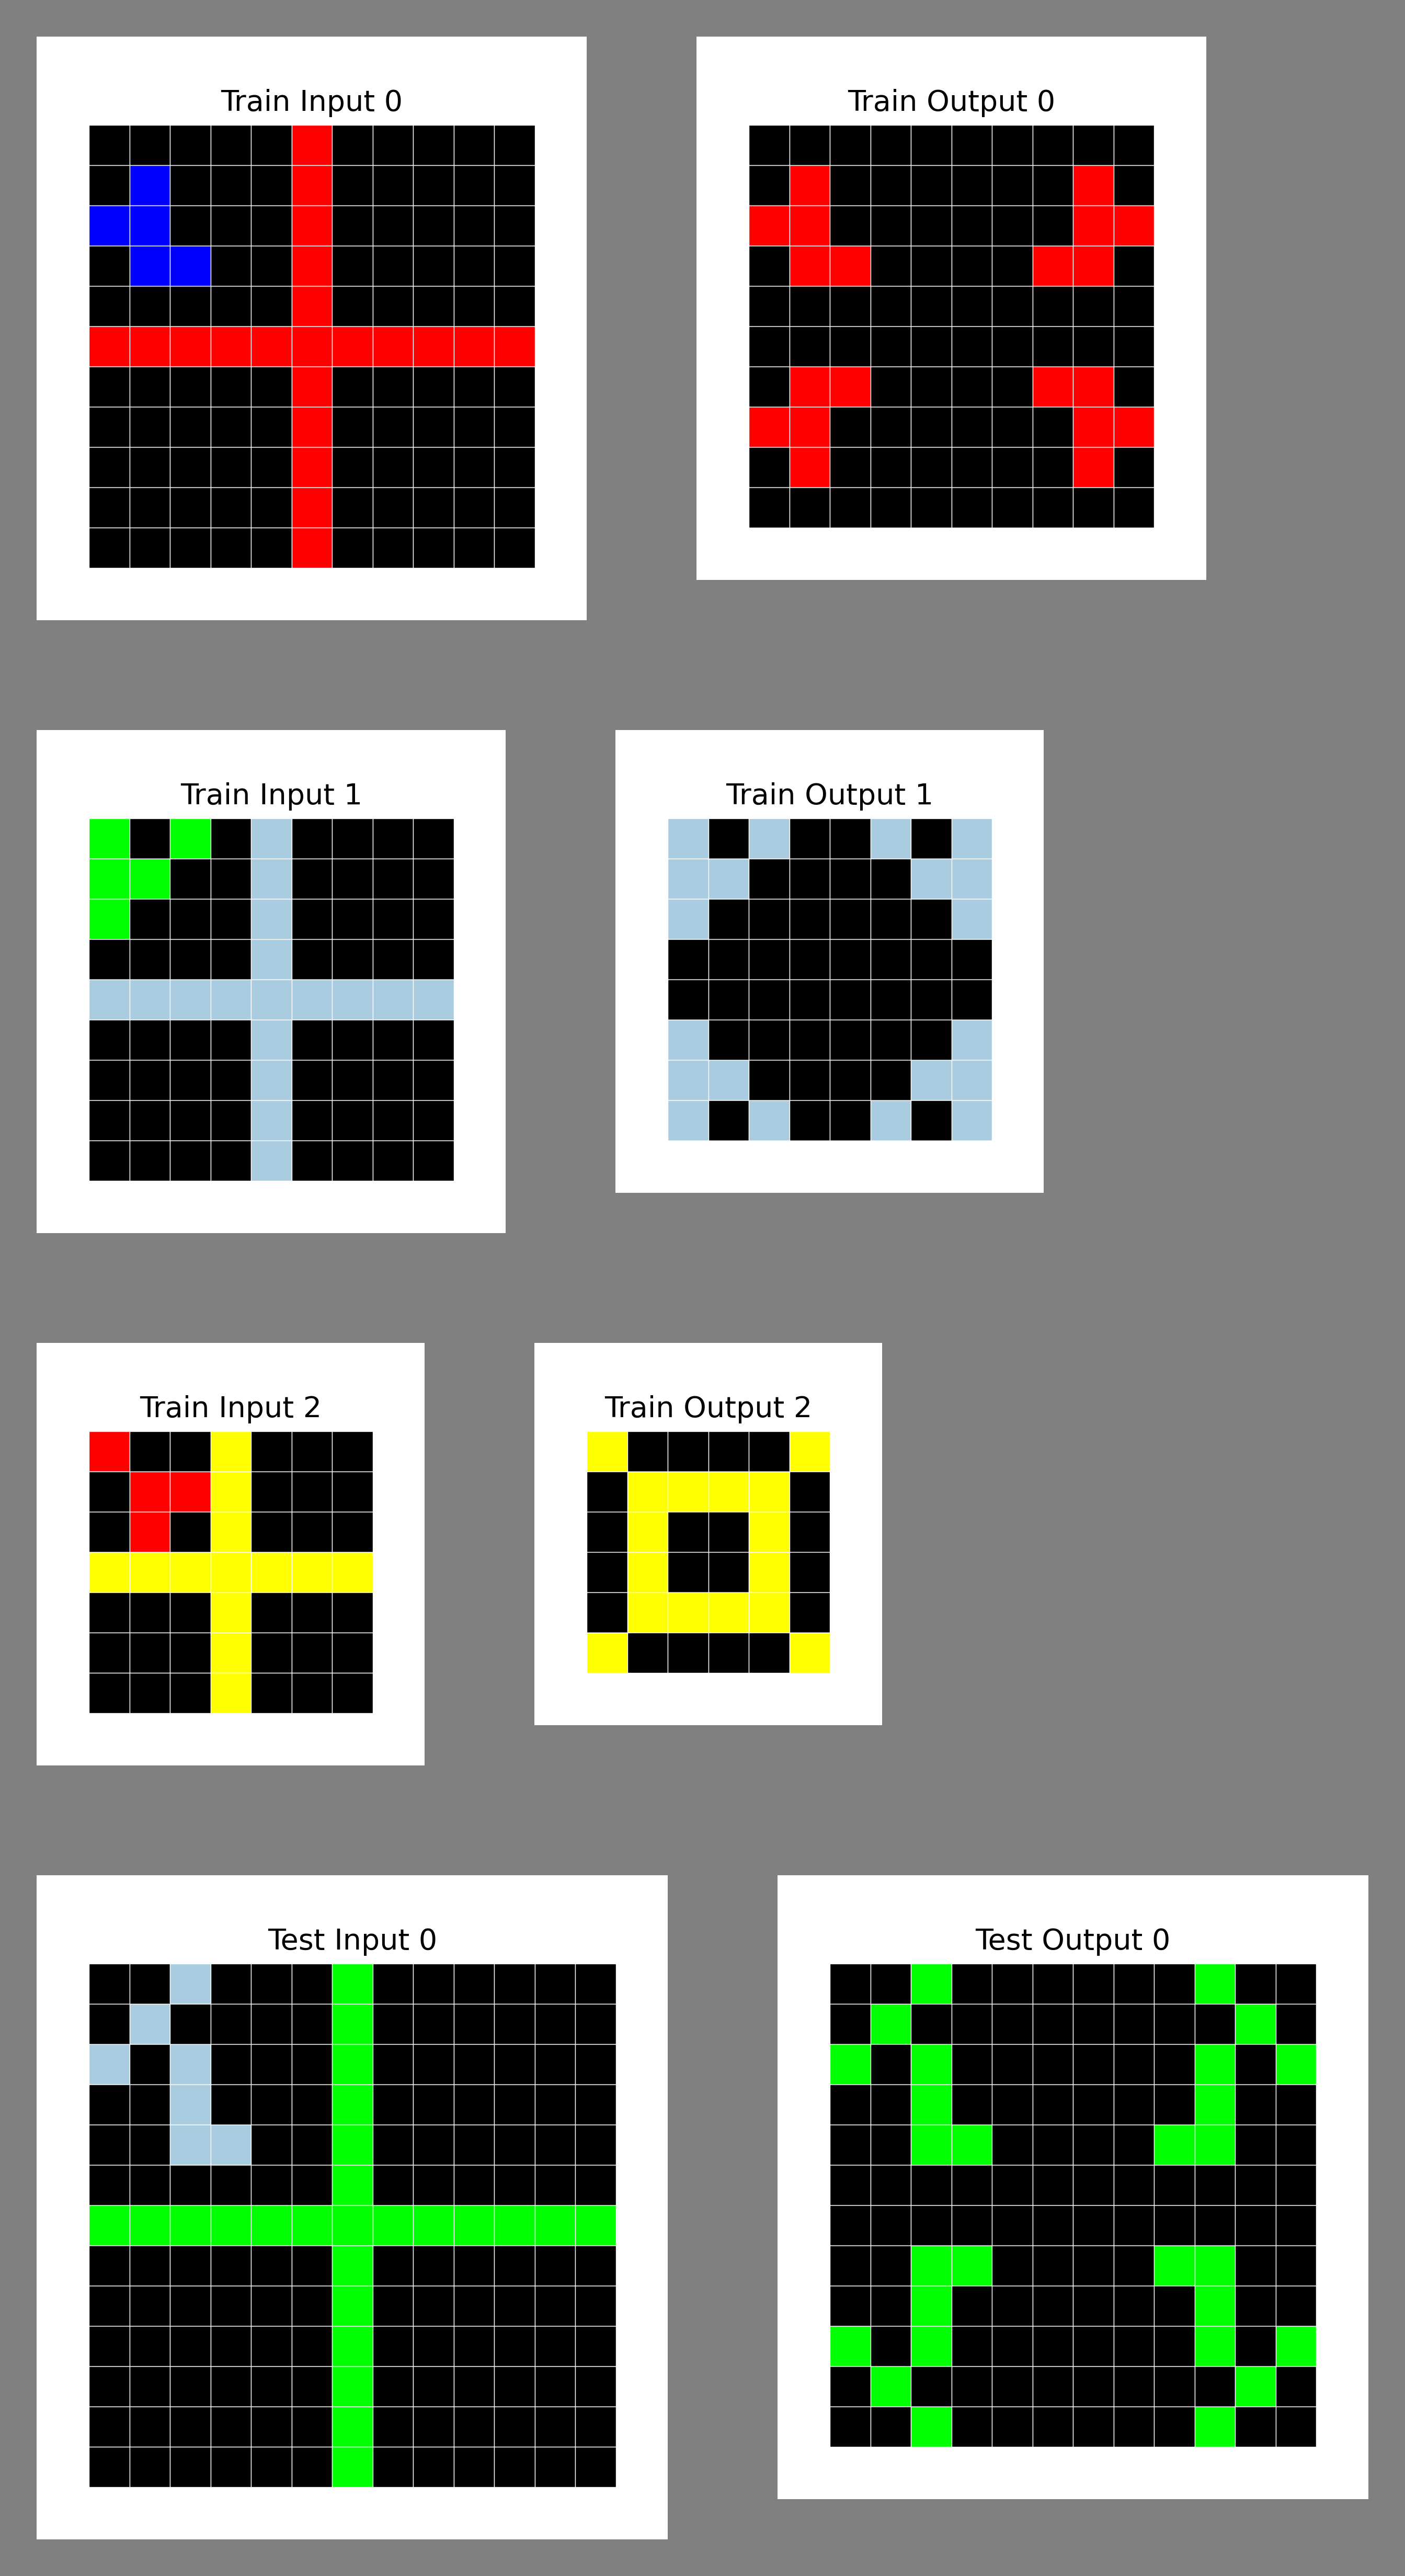 Train Input 0
Train Output 0
Train Input 1
Train Output 1
Train Input 2
Train Output 2
Test Input 0
Test Output 0